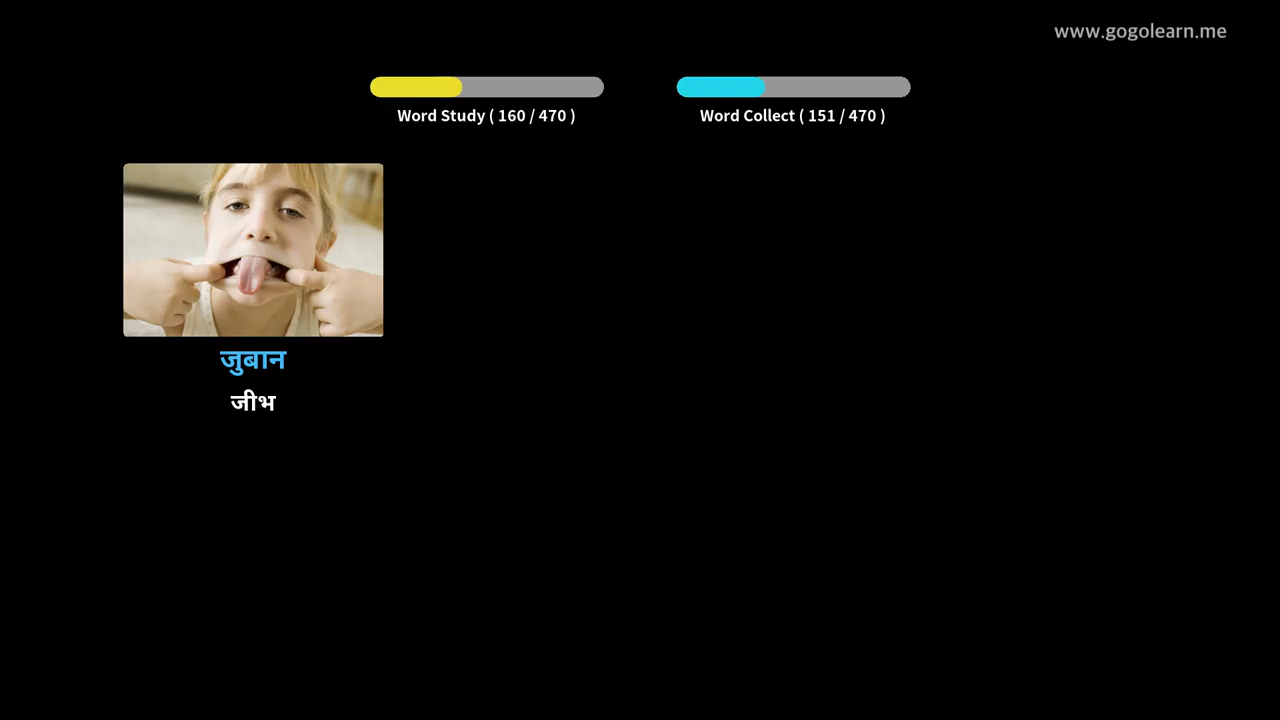 www.gogolearn.me
Word Study ( 160 / 470 )
Word Collect ( 151 / 470 )
जुबान
जीभ